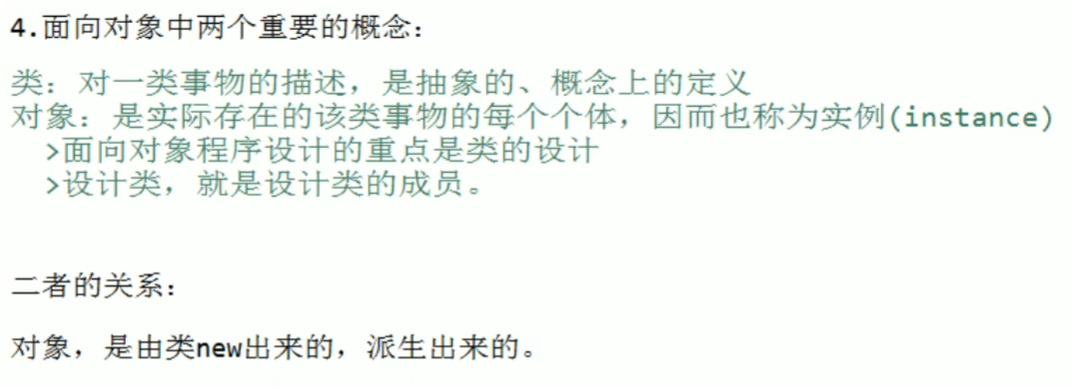 4.面向对象中两个重要的概念：
类：对一类事物的描述，是抽象的、概念上的定义
对象：是实际存在的该类事物的每个个体，因而也称为实例(instance)
>面向对象程序设计的重点是类的设计
>设计类，就是设计类的成员。
二者的关系：
对象，是由类new出来的，派生出来的。